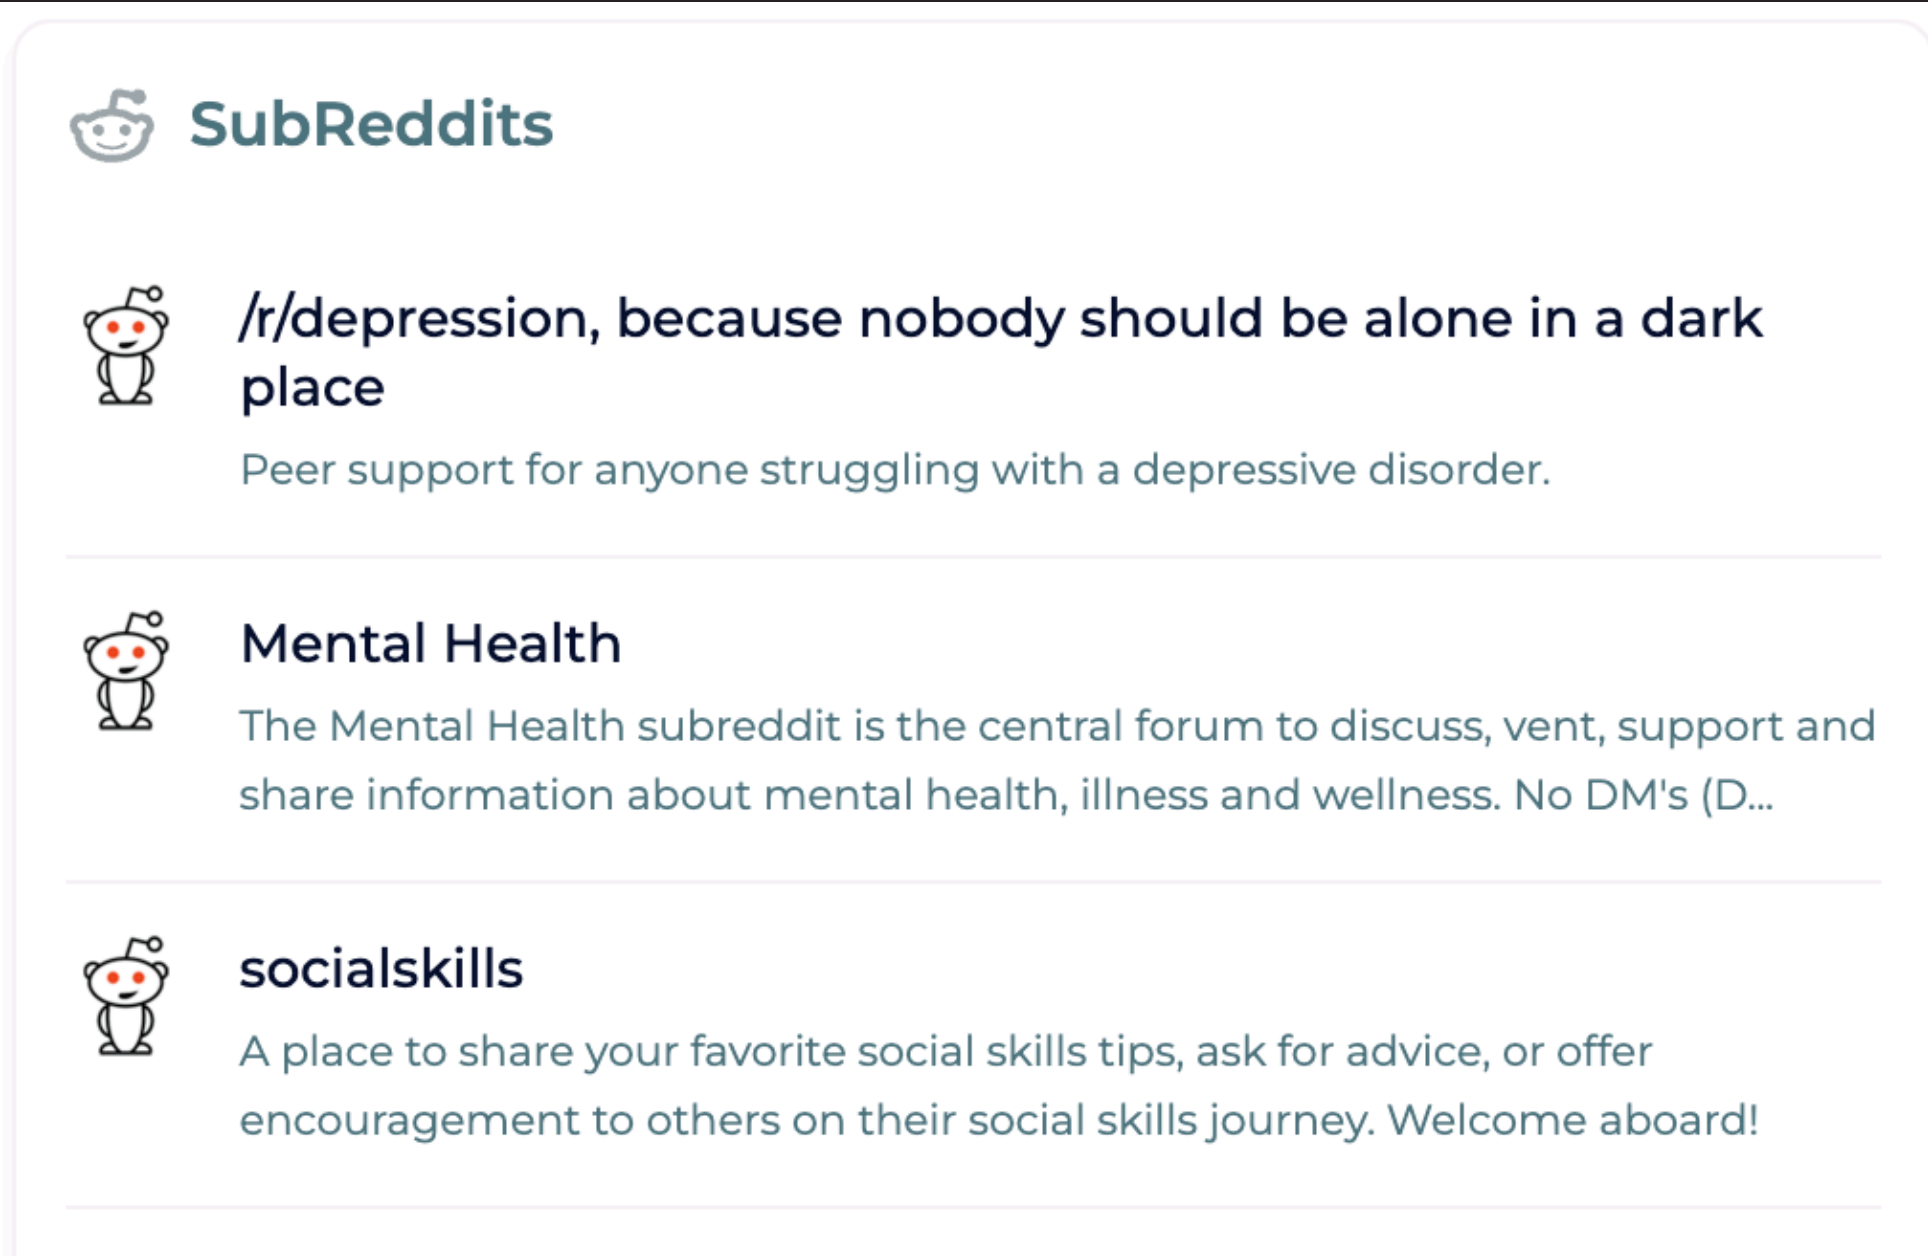 SubReddits
/r/depression, because nobody should be alone in a dark
place
Peer support for anyone struggling with a depressive disorder.
Mental Health
The Mental Health subreddit is the central forum to discuss, vent, support and
share information about mental health, illness and wellness. No DM's (D...
socialskills
A place to share your favorite social skills tips, ask for advice, or offer
encouragement to others on their social skills journey. Welcome aboard!